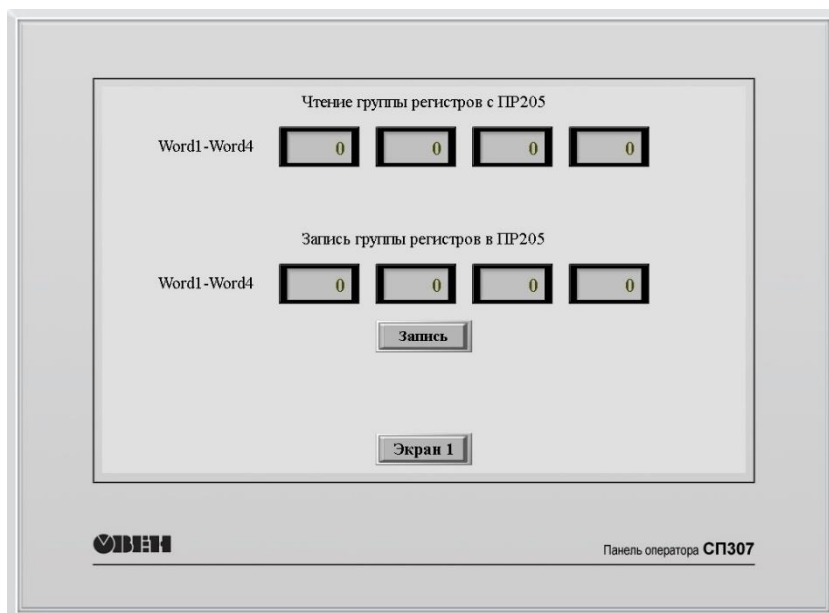 Чтение группы регистров с ПР205
Word1-Word4 0 0 0 0
Запись группы регистров в ПР205
Word1-Word4 0 0 0 0
Запись
Экран 1
ОВЕН Панель оператора СП307